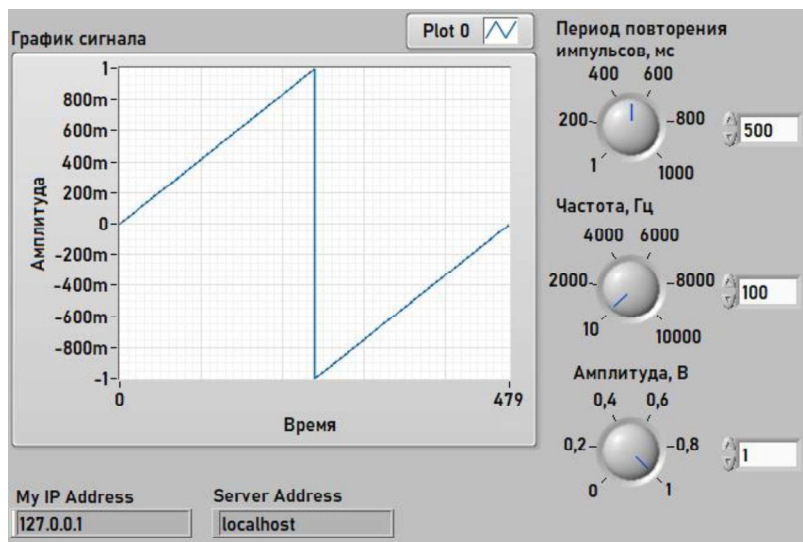 График сигнала
Plot 0
1
800m
600m
400m
200m
0
-200m
-400m
-600m
-800m
-1
Амплитуда
0
479
Время
Период повторения
импульсов, мс
400 600
200 800
1 1000
500
Частота, Гц
4000 6000
2000 8000
10 10000
100
Амплитуда, В
0,4 0,6
0,2 0,8
0 1
1
My IP Address
127.0.0.1
Server Address
localhost